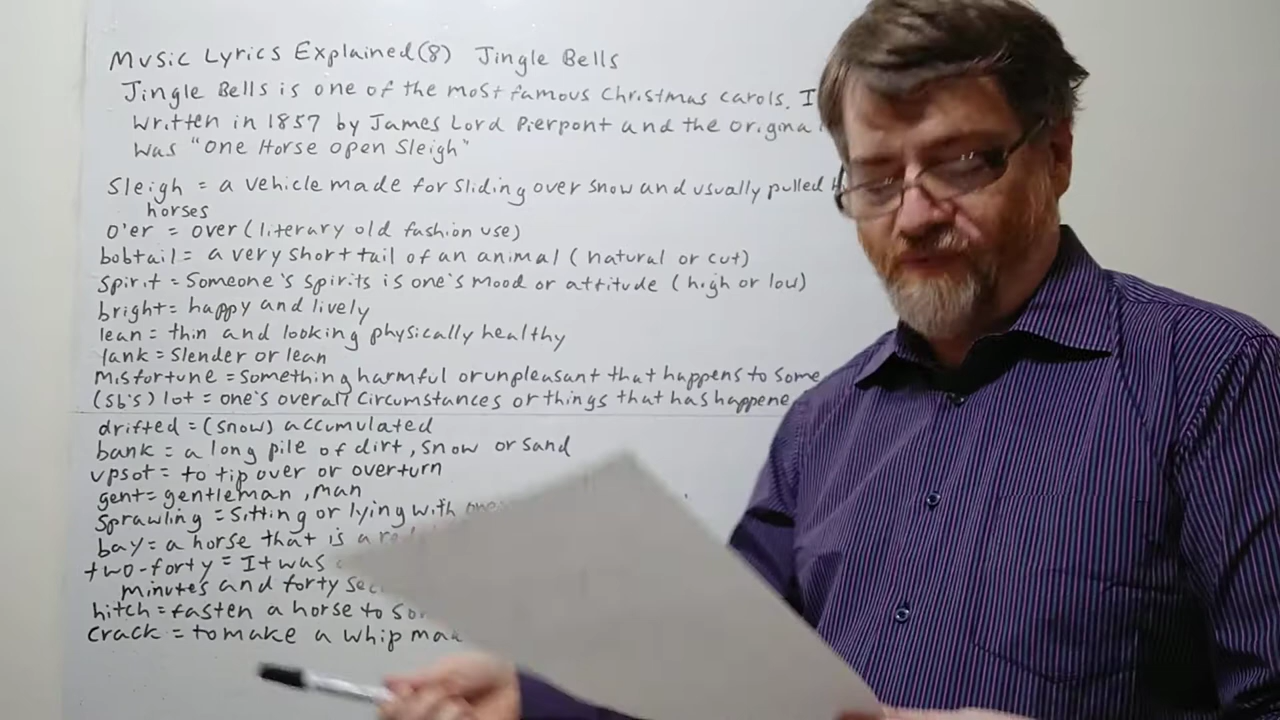 Music Lyrics Explained (8) Jingle Bells
Jingle Bells is one of the most famous Christmas carols. I
written in 1857 by James Lord Pierpont and the origina
was "One Horse Open Sleigh"
Sleigh = a vehicle made for sliding over snow and usually pulled
horses
o'er = over (literary old fashion use)
bobtail = a very short tail of an animal (natural or cut)
spirit = Someone's spirits is one's mood or attitude (high or low)
bright = happy and lively
lean = thin and looking physically healthy
lank = Slender or lean
misfortune = Something harmful or unpleasant that happens to some
(sb's) lot = one's overall circumstances or things that has happene
drifted = (snow) accumulated
bank = a long pile of dirt, snow or sand
upsot = to tip over or overturn
gent = gentleman, man
sprawling = sitting or lying with
bay = a horse that is a
two-forty = It was
minutes and forty sec
hitch = fasten a horse to
crack = to make a whip